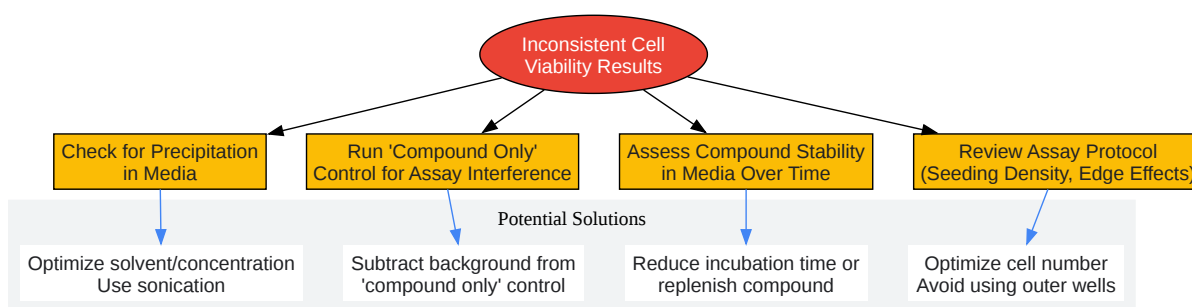 Inconsistent Cell
Viability Results
Check for Precipitation
in Media
Run 'Compound Only'
Control for Assay Interference
Assess Compound Stability
in Media Over Time
Review Assay Protocol
(Seeding Density, Edge Effects)
Potential Solutions
Optimize solvent/concentration
Use sonication
Subtract background from
'compound only' control
Reduce incubation time or
replenish compound
Optimize cell number
Avoid using outer wells